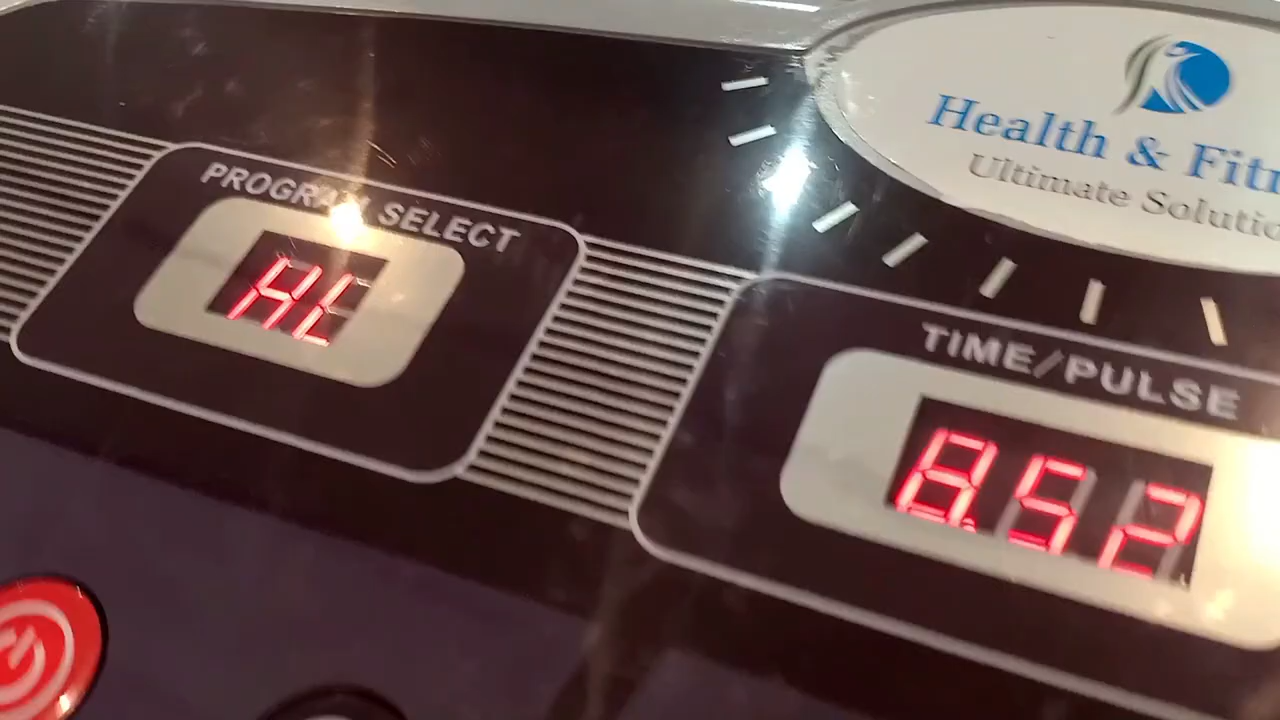 Health & Fitn
Ultimate Solutio
PROGRAM SELECT
HL
TIME/PULSE
8.52